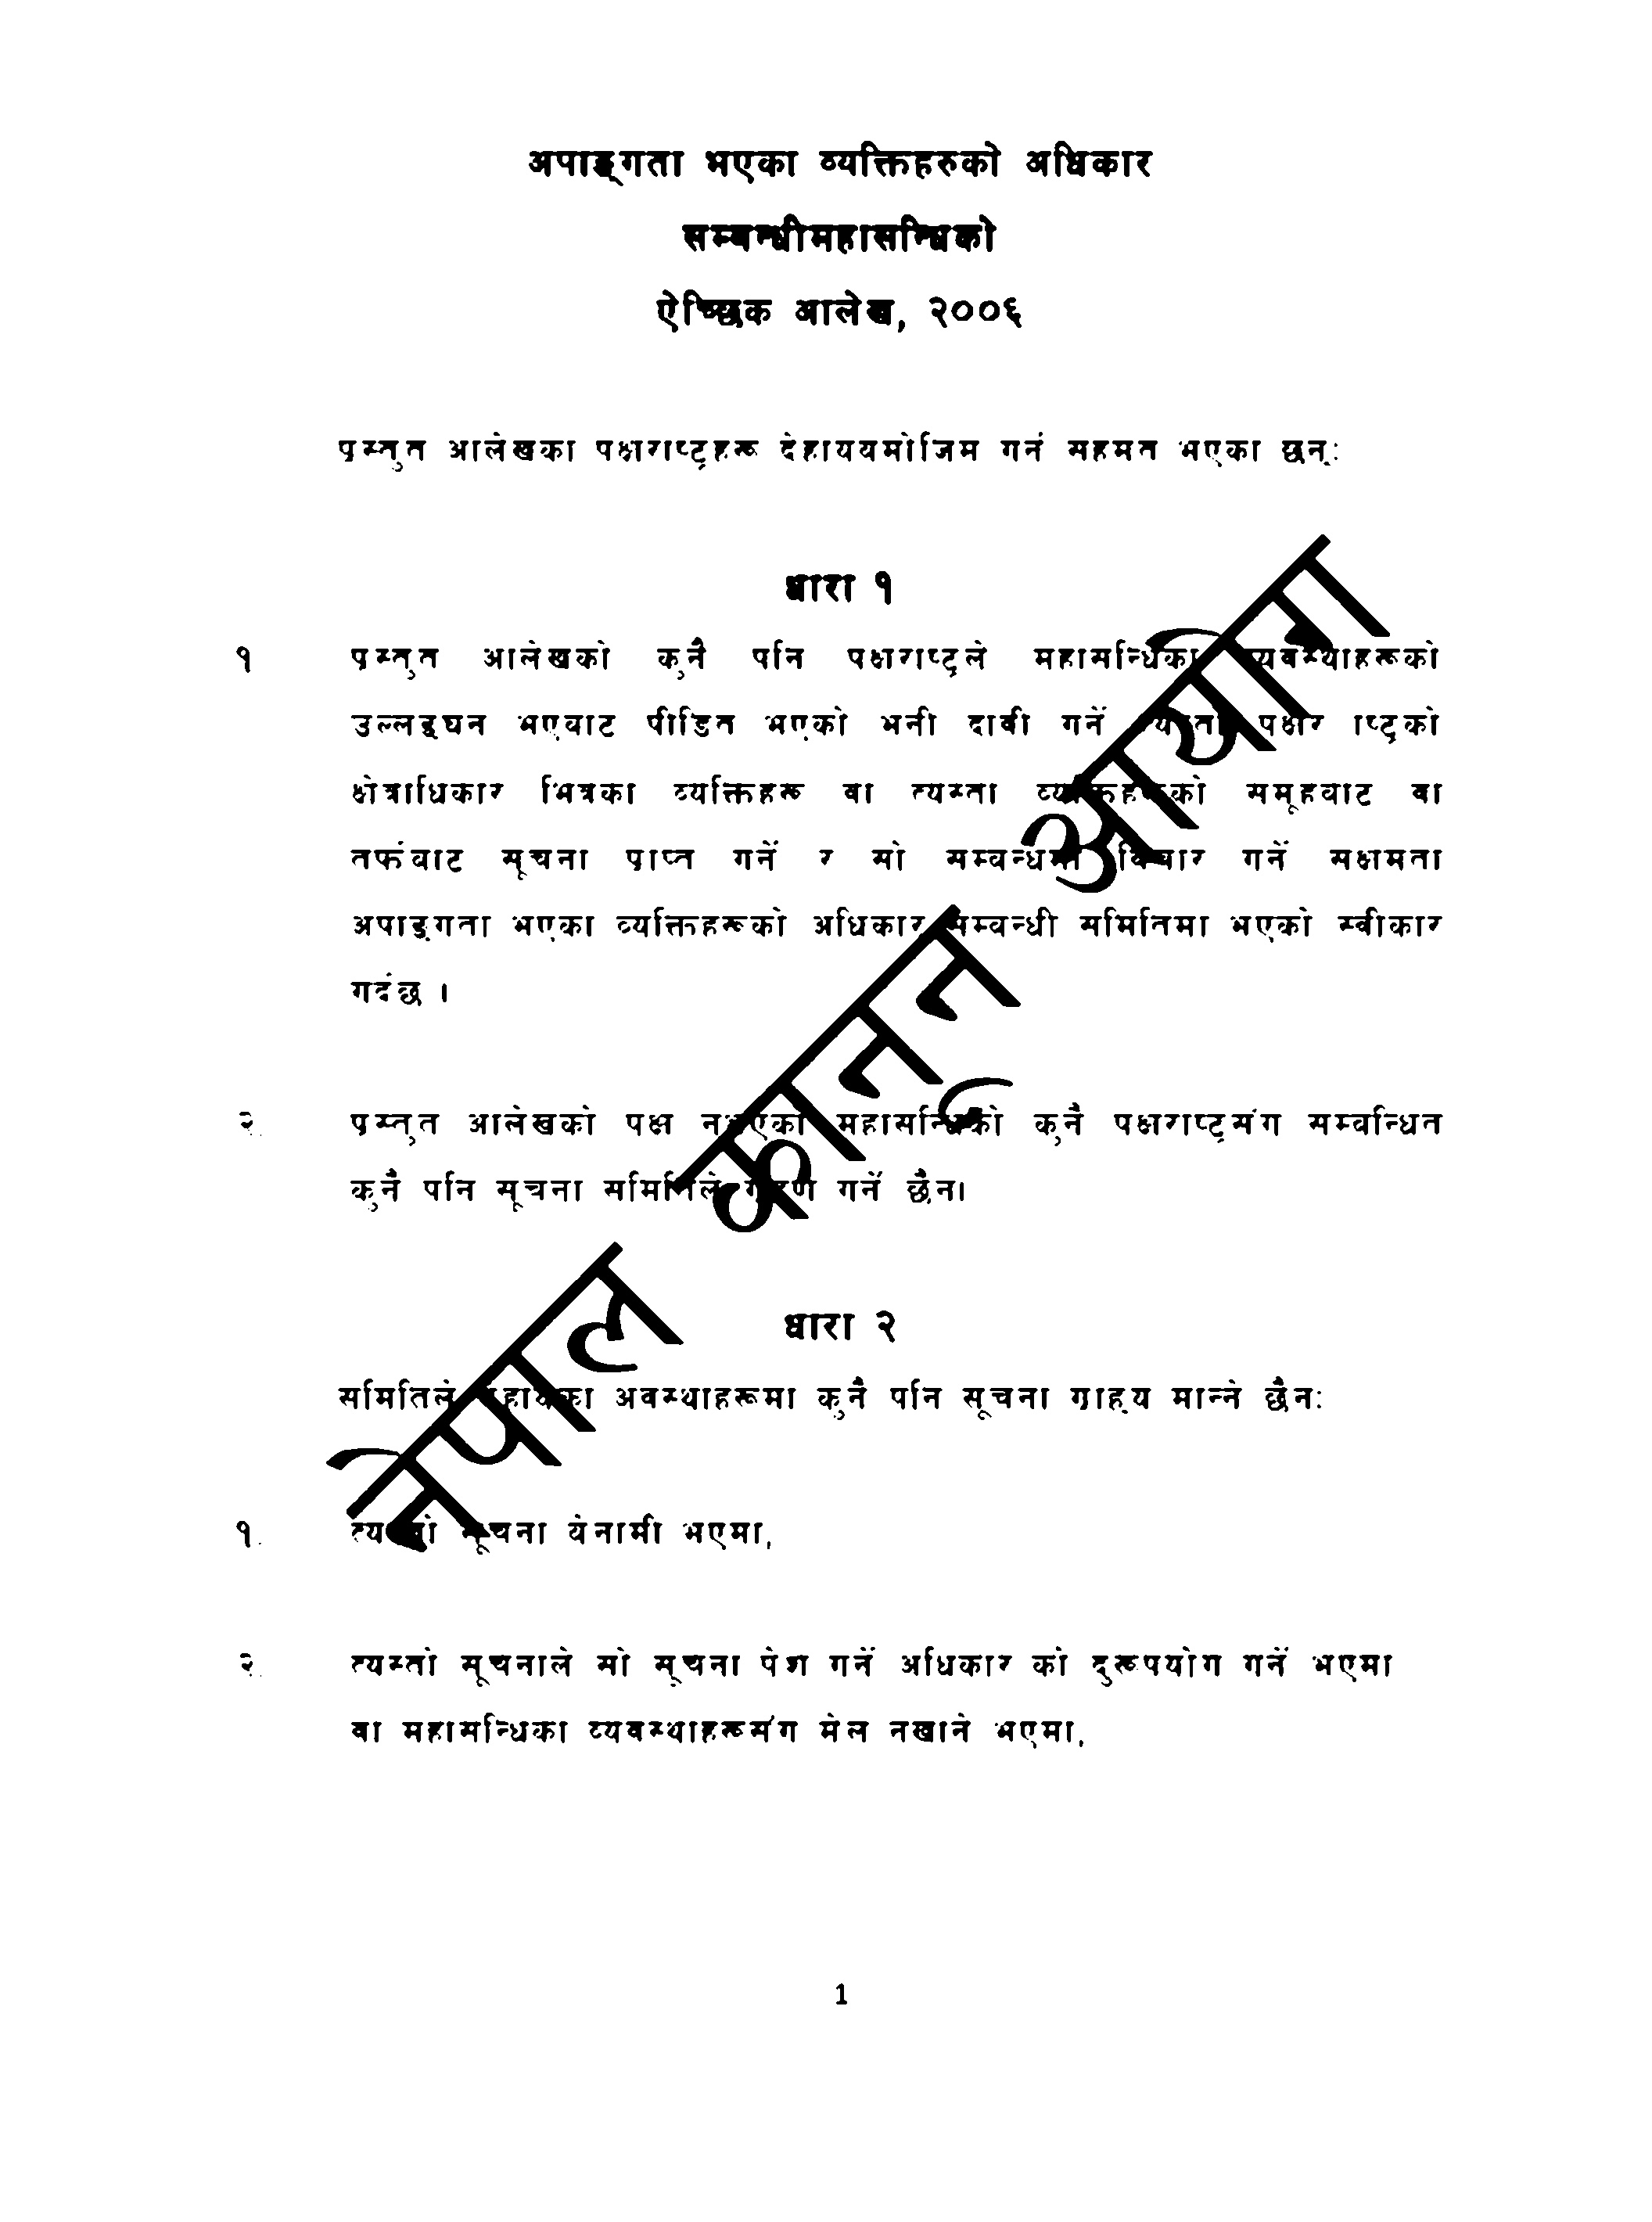 अपाङ्गता भएका व्यक्तिहरुको अधिकार
सम्बन्धीमहासन्धिको
ऐच्छिक आलेख, २००६
प्रस्तुत आलेखका पक्षराष्ट्रहरू देहाययमोजिम गर्न सहमत भएका छन्ः
धारा १
१ प्रस्तुत आलेखको कुनै पनि पक्षराष्ट्रले महासन्धिका व्यवस्थाहरूको
उल्लङ्घन भएबाट पीडित भएको भनी दावी गर्ने त्यस्ता पक्षर ाष्ट्रको
क्षेत्राधिकार भित्रका व्यक्तिहरू वा त्यस्ता व्यक्तिहरूको समूहबाट वा
तर्फबाट सूचना प्राप्त गर्ने र सो सम्बन्धमा विचार गर्ने सक्षमता
अपाङ्गता भएका व्यक्तिहरूको अधिकार सम्बन्धी समितिमा भएको स्वीकार
गर्दछ ।
२. प्रस्तुत आलेखको पक्ष नभएको महासन्धिको कुनै पक्षराष्ट्रसंग सम्बन्धित
कुनै पनि सूचना समितिले ग्रहण गर्ने छैन।
धारा २
समितिले देहायका अवस्थाहरूमा कुनै पनि सूचना ग्राह्य मान्ने छैनः
१. त्यस्तो सूचना बेनामी भएमा,
२. त्यस्तो सूचनाले सो सूचना पेश गर्ने अधिकार को दुरूपयोग गर्ने भएमा
वा महासन्धिका व्यवस्थाहरूसंग मेल नखाने भएमा,
नेपाल कानून आयोग
1